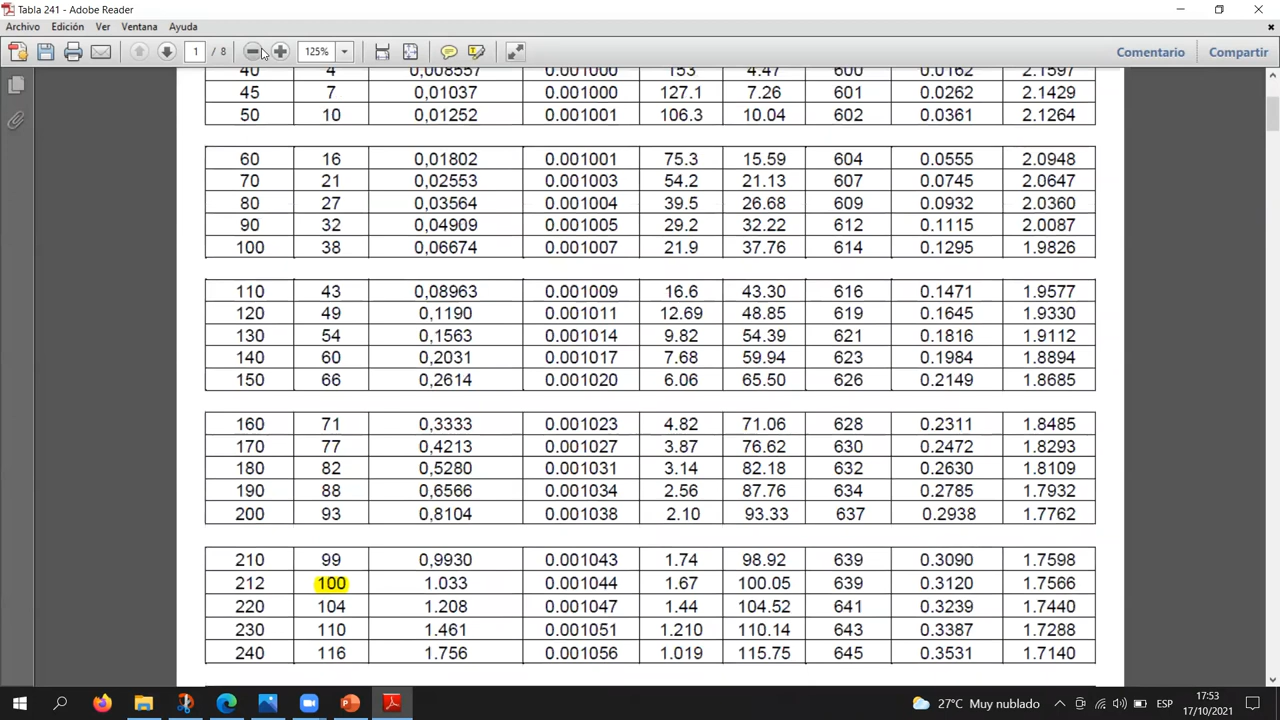 Tabla 241 - Adobe Reader
Archivo Edición Ver Ventana Ayuda
1 / 8 125% Comentario Compartir
40 4 0,008557 0.001000 153 4.47 600 0.0162 2.1597
45 7 0,01037 0.001000 127.1 7.26 601 0.0262 2.1429
50 10 0,01252 0.001001 106.3 10.04 602 0.0361 2.1264
60 16 0,01802 0.001001 75.3 15.59 604 0.0555 2.0948
70 21 0,02553 0.001003 54.2 21.13 607 0.0745 2.0647
80 27 0,03564 0.001004 39.5 26.68 609 0.0932 2.0360
90 32 0,04909 0.001005 29.2 32.22 612 0.1115 2.0087
100 38 0,06674 0.001007 21.9 37.76 614 0.1295 1.9826
110 43 0,08963 0.001009 16.6 43.30 616 0.1471 1.9577
120 49 0,1190 0.001011 12.69 48.85 619 0.1645 1.9330
130 54 0,1563 0.001014 9.82 54.39 621 0.1816 1.9112
140 60 0,2031 0.001017 7.68 59.94 623 0.1984 1.8894
150 66 0,2614 0.001020 6.06 65.50 626 0.2149 1.8685
160 71 0,3333 0.001023 4.82 71.06 628 0.2311 1.8485
170 77 0,4213 0.001027 3.87 76.62 630 0.2472 1.8293
180 82 0,5280 0.001031 3.14 82.18 632 0.2630 1.8109
190 88 0,6566 0.001034 2.56 87.76 634 0.2785 1.7932
200 93 0,8104 0.001038 2.10 93.33 637 0.2938 1.7762
210 99 0,9930 0.001043 1.74 98.92 639 0.3090 1.7598
212 100 1.033 0.001044 1.67 100.05 639 0.3120 1.7566
220 104 1.208 0.001047 1.44 104.52 641 0.3239 1.7440
230 110 1.461 0.001051 1.210 110.14 643 0.3387 1.7288
240 116 1.756 0.001056 1.019 115.75 645 0.3531 1.7140
27°C Muy nublado ESP 17:53
17/10/2021